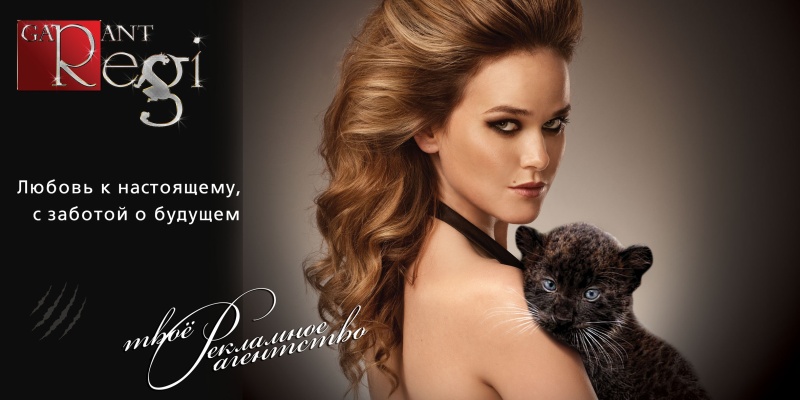 GARANT
Regi
Любовь к настоящему,
с заботой о будущем
твоё Рекламное
агентство